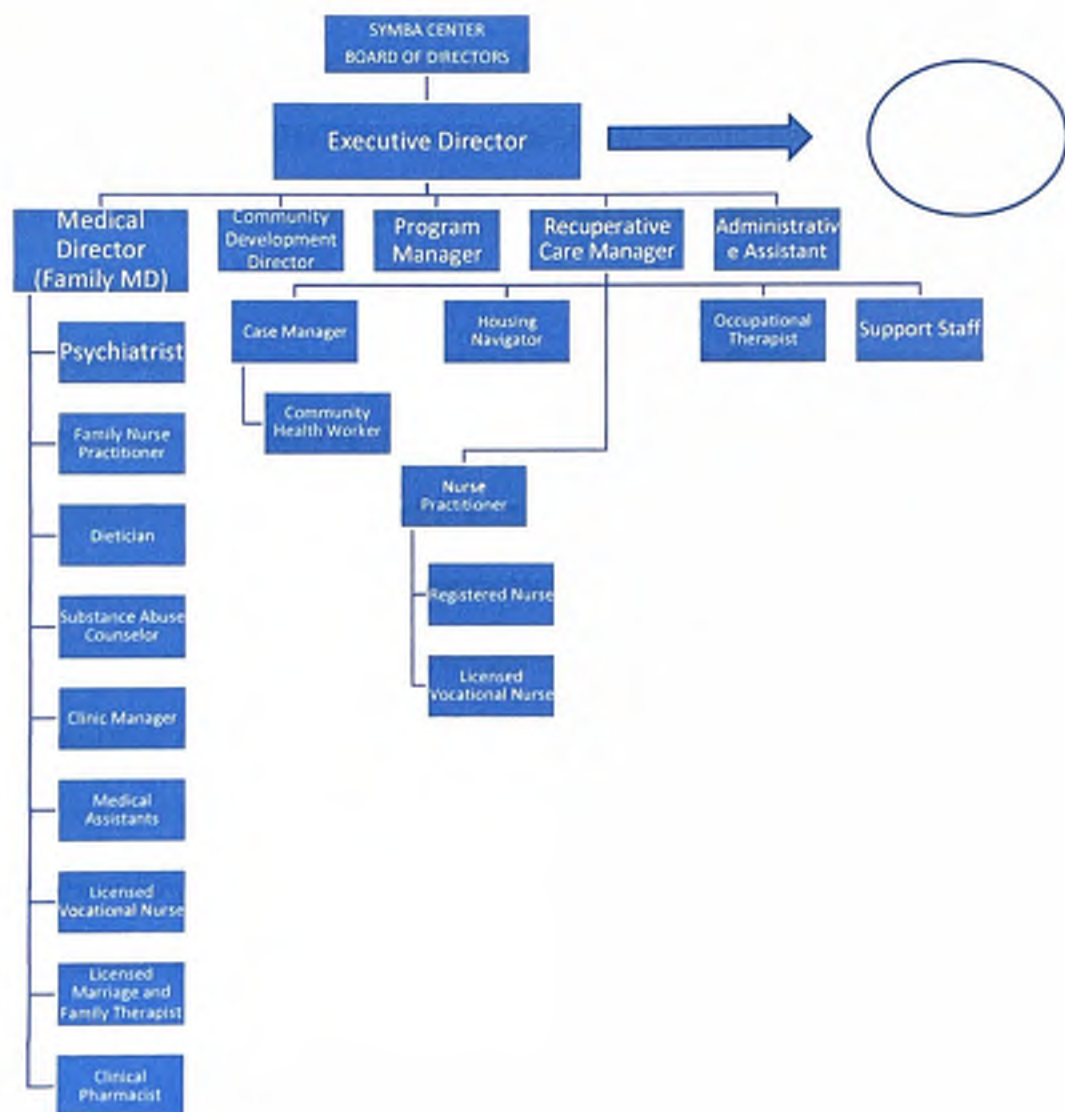 SYMBA CENTER
BOARD OF DIRECTORS
Executive Director
Medical
Director
(Family MD)
Community
Development
Director
Program
Manager
Recuperative
Care Manager
Administrativ
e Assistant
Case Manager
Housing
Navigator
Occupational
Therapist
Support Staff
Psychiatrist
Community
Health Worker
Family Nurse
Practitioner
Nurse
Practitioner
Dietician
Registered Nurse
Substance Abuse
Counselor
Licensed
Vocational Nurse
Clinic Manager
Medical
Assistants
Licensed
Vocational Nurse
Licensed
Marriage and
Family Therapist
Clinical
Pharmacist